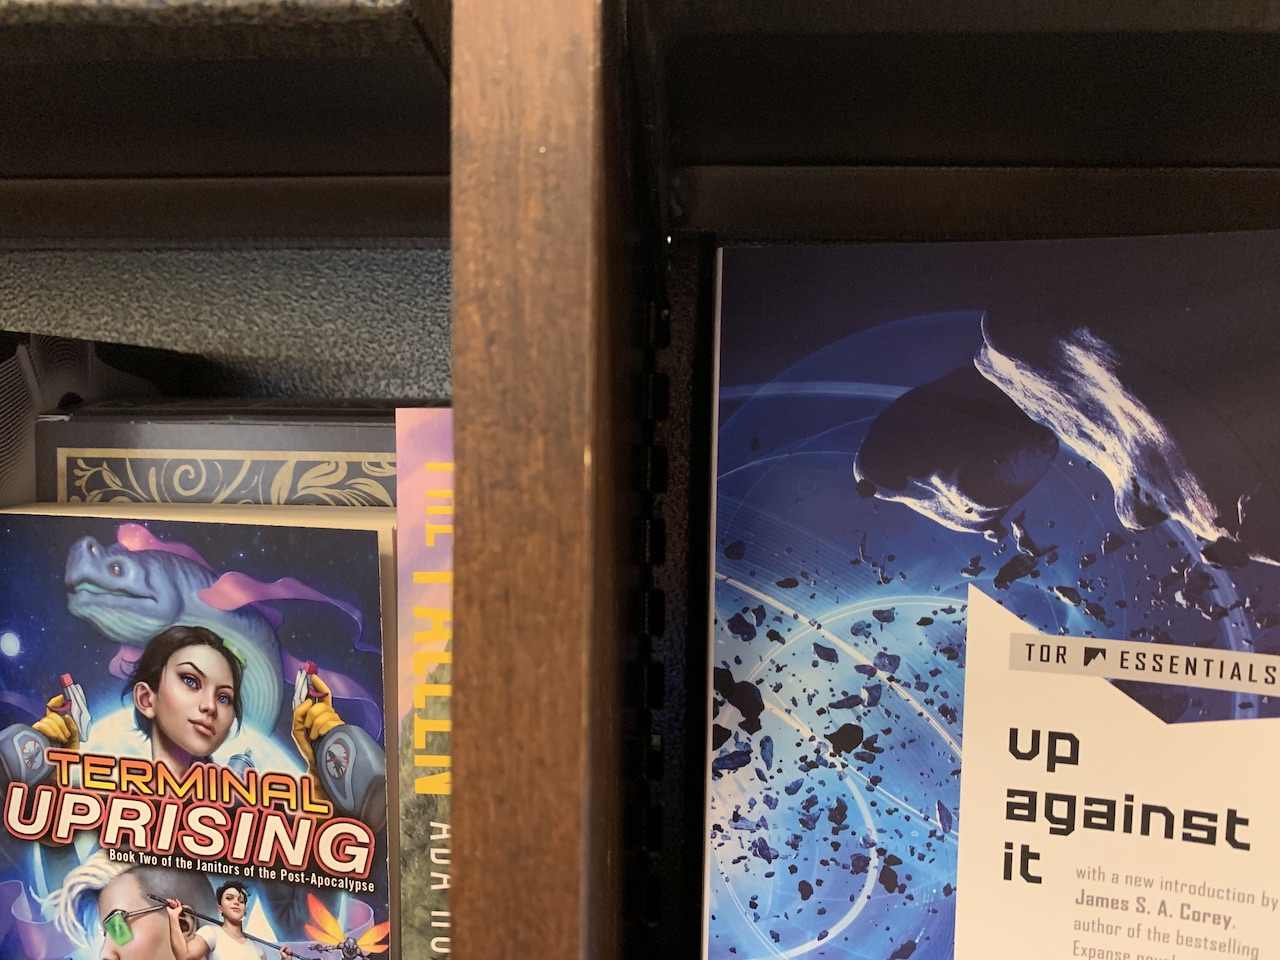 TERMINAL
UPRISING
Book Two of the Janitors of the Post-Apocalypse
TOR ESSENTIALS
up
against
it
with a new introduction by
James S. A. Corey,
author of the bestselling
Expanse